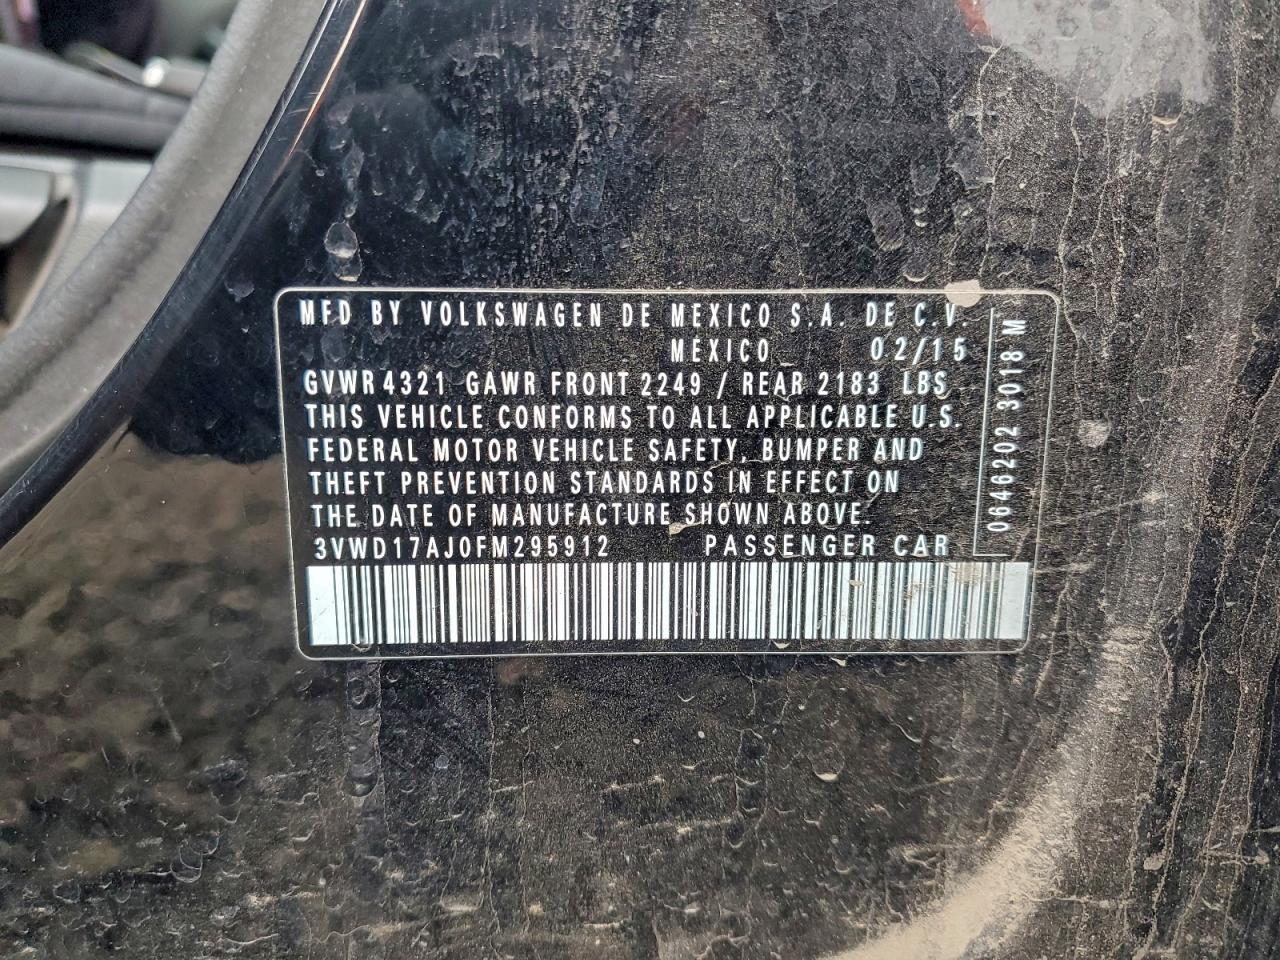 MFD BY VOLKSWAGEN DE MEXICO S.A. DE C.V.
MEXICO 02/15
GVWR 4321 GAWR FRONT 2249 / REAR 2183 LBS
THIS VEHICLE CONFORMS TO ALL APPLICABLE U.S.
FEDERAL MOTOR VEHICLE SAFETY, BUMPER AND
THEFT PREVENTION STANDARDS IN EFFECT ON
THE DATE OF MANUFACTURE SHOWN ABOVE.
3VWD17AJ0FM295912 PASSENGER CAR
0646202 3018 M